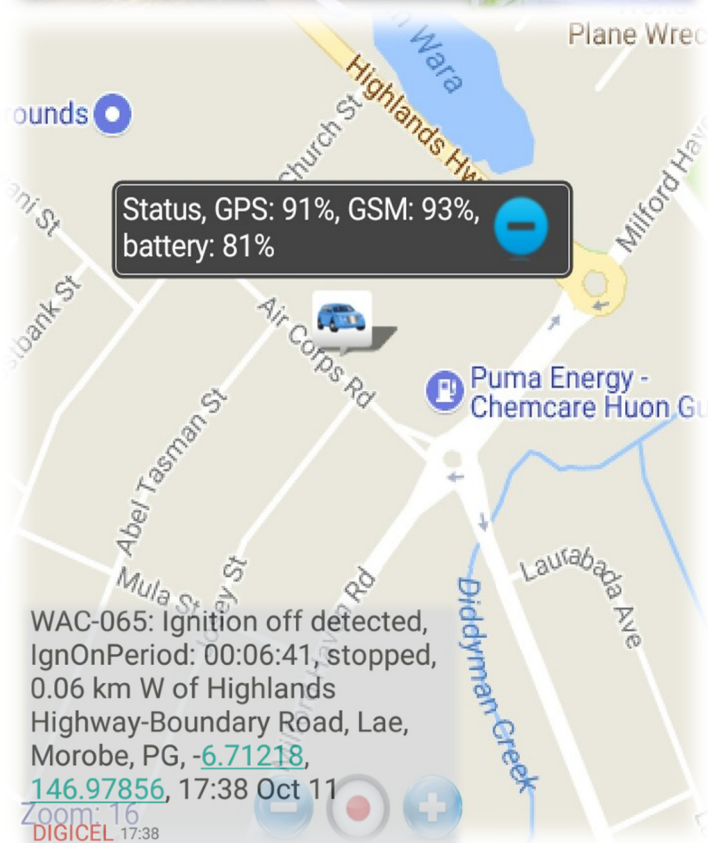 n Wara
Plane Wrec
Highlands Hw
rounds
Church St
Milford Hav
ani St
Status, GPS: 91%, GSM: 93%,
battery: 81%
stbank St
Air Corps Rd
Puma Energy -
Chemcare Huon Gu
Abel Tasman St
Mula St
Laurabada Ave
Diddyman Creek
WAC-065: Ignition off detected,
IgnOnPeriod: 00:06:41, stopped,
0.06 km W of Highlands
Highway-Boundary Road, Lae,
Morobe, PG, -6.71218,
146.97856, 17:38 Oct 11
Zoom: 16
DIGICEL 17:38